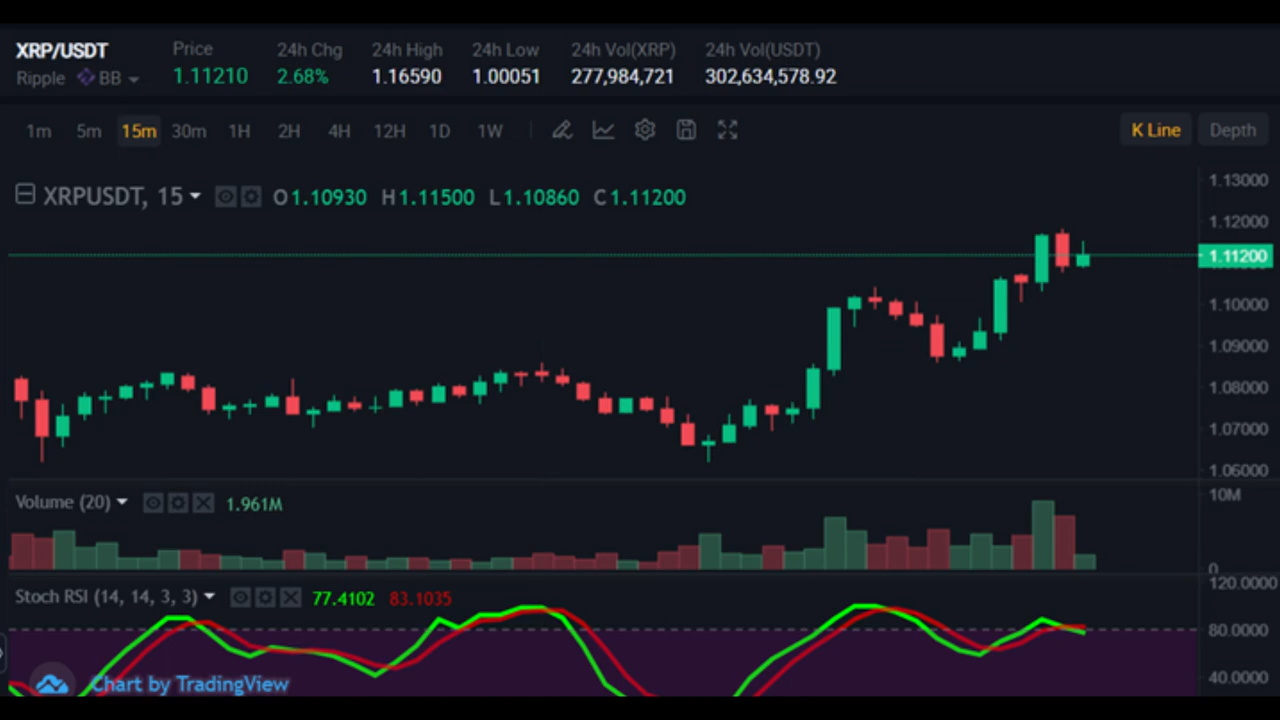 XRP/USDT Price 24h Chg 24h High 24h Low 24h Vol(XRP) 24h Vol(USDT)
Ripple BB 1.11210 2.68% 1.16590 1.00051 277,984,721 302,634,578.92
1m 5m 15m 30m 1H 2H 4H 12H 1D 1W K Line Depth
XRPUSDT, 15 O1.10930 H1.11500 L1.10860 C1.11200
1.13000
1.12000
1.11200
1.10000
1.09000
1.08000
1.07000
1.06000
Volume (20) 1.961M
10M
0
Stoch RSI (14, 14, 3, 3) 77.4102 83.1035
120.0000
80.0000
40.0000
Chart by TradingView